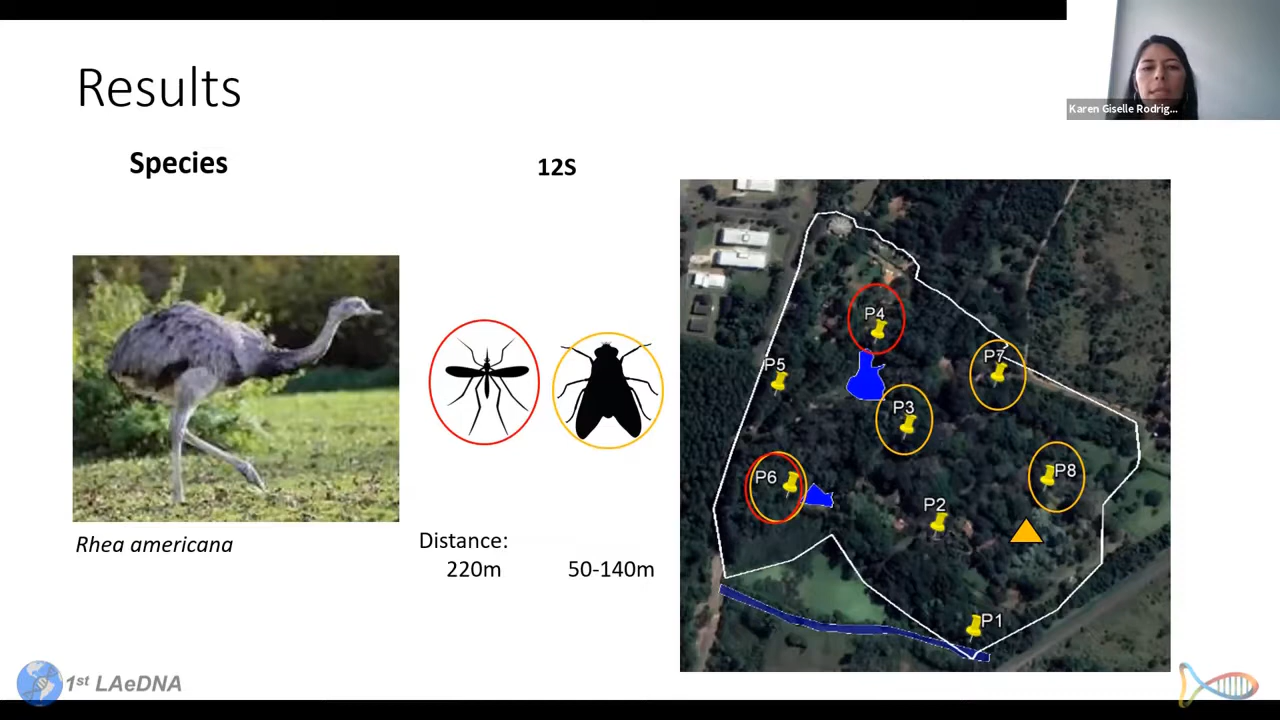 Results
Karen Giselle Rodrig...
Species
12S
P4
P7
P5
P3
P6
P8
P2
P1
Rhea americana
Distance:
220m
50-140m
1st LAeDNA